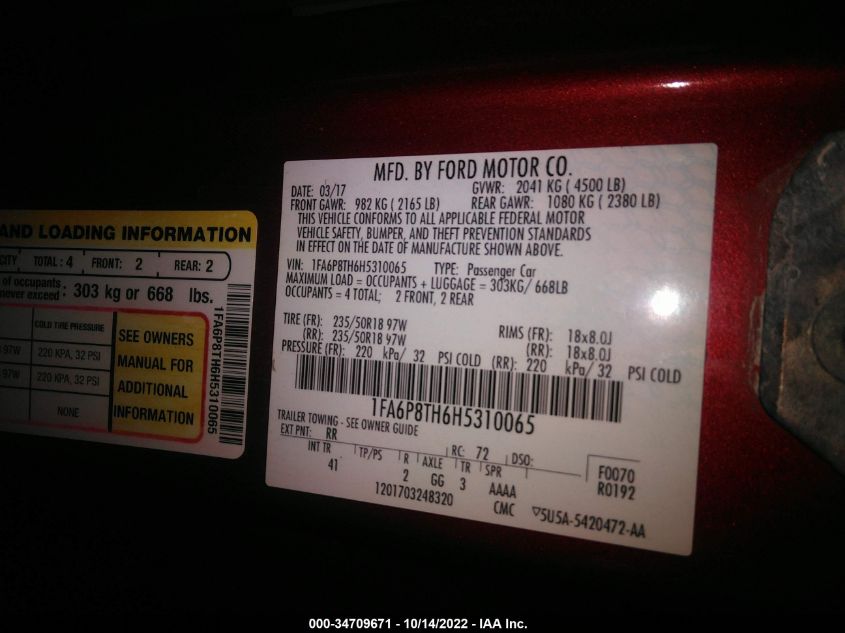 AND LOADING INFORMATION
CITY TOTAL: 4 FRONT: 2 REAR: 2
of occupants
never exceed: 303 kg or 668 lbs.
COLD TIRE PRESSURE
97W 220 KPA, 32 PSI
97W 220 KPA, 32 PSI
NONE
SEE OWNERS
MANUAL FOR
ADDITIONAL
INFORMATION
1FA6P8TH6H5310065
MFD. BY FORD MOTOR CO.
DATE: 03/17 GVWR: 2041 KG ( 4500 LB)
FRONT GAWR: 982 KG ( 2165 LB) REAR GAWR: 1080 KG ( 2380 LB)
THIS VEHICLE CONFORMS TO ALL APPLICABLE FEDERAL MOTOR
VEHICLE SAFETY, BUMPER, AND THEFT PREVENTION STANDARDS
IN EFFECT ON THE DATE OF MANUFACTURE SHOWN ABOVE.
VIN: 1FA6P8TH6H5310065 TYPE: Passenger Car
MAXIMUM LOAD = OCCUPANTS + LUGGAGE = 303KG/ 668LB
OCCUPANTS = 4 TOTAL; 2 FRONT, 2 REAR
TIRE (FR): 235/50R18 97W RIMS (FR): 18x8.0J
(RR): 235/50R18 97W (RR): 18x8.0J
PRESSURE (FR): 220 kPa/ 32 PSI COLD (RR): 220 kPa/ 32 PSI COLD
1FA6P8TH6H5310065
TRAILER TOWING - SEE OWNER GUIDE
EXT PNT: RR RC: 72 DSO:
INT TR TP/PS R AXLE TR SPR F0070
41 2 GG 3 AAAA R0192
1201703248320 CMC ▽5U5A-5420472-AA
000-34709671 - 10/14/2022 - IAA Inc.